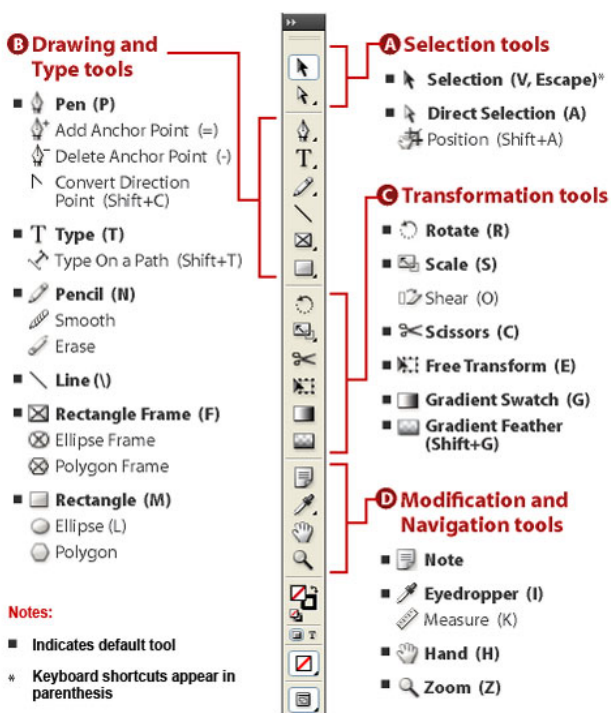 B Drawing and
Type tools
Pen (P)
Add Anchor Point (=)
Delete Anchor Point (-)
Convert Direction
Point (Shift+C)
T Type (T)
Type On a Path (Shift+T)
Pencil (N)
Smooth
Erase
Line (\)
Rectangle Frame (F)
Ellipse Frame
Polygon Frame
Rectangle (M)
Ellipse (L)
Polygon
Notes:
Indicates default tool
* Keyboard shortcuts appear in
parenthesis
T
T
A Selection tools
Selection (V, Escape)*
Direct Selection (A)
Position (Shift+A)
C Transformation tools
Rotate (R)
Scale (S)
Shear (O)
Scissors (C)
Free Transform (E)
Gradient Swatch (G)
Gradient Feather
(Shift+G)
D Modification and
Navigation tools
Note
Eyedropper (I)
Measure (K)
Hand (H)
Zoom (Z)